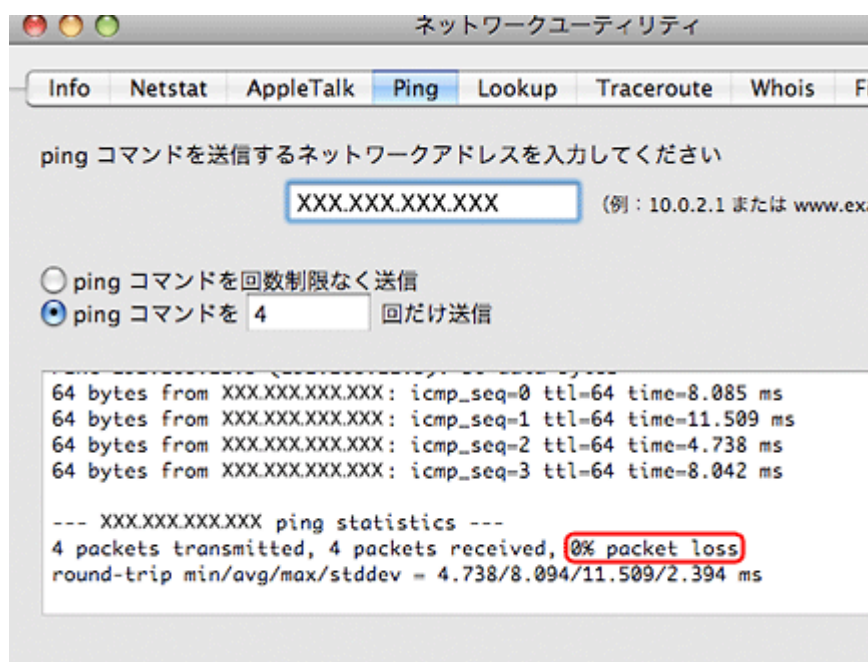 ネットワークユーティリティ
Info Netstat AppleTalk Ping Lookup Traceroute Whois
ping コマンドを送信するネットワークアドレスを入力してください
XXX.XXX.XXX.XXX (例：10.0.2.1 または www.exa
ping コマンドを回数制限なく送信
ping コマンドを 4 回だけ送信
64 bytes from XXX.XXX.XXX.XXX: icmp_seq=0 ttl=64 time=8.085 ms
64 bytes from XXX.XXX.XXX.XXX: icmp_seq=1 ttl=64 time=11.509 ms
64 bytes from XXX.XXX.XXX.XXX: icmp_seq=2 ttl=64 time=4.738 ms
64 bytes from XXX.XXX.XXX.XXX: icmp_seq=3 ttl=64 time=8.042 ms
--- XXX.XXX.XXX.XXX ping statistics ---
4 packets transmitted, 4 packets received, 0% packet loss
round-trip min/avg/max/stddev = 4.738/8.094/11.509/2.394 ms